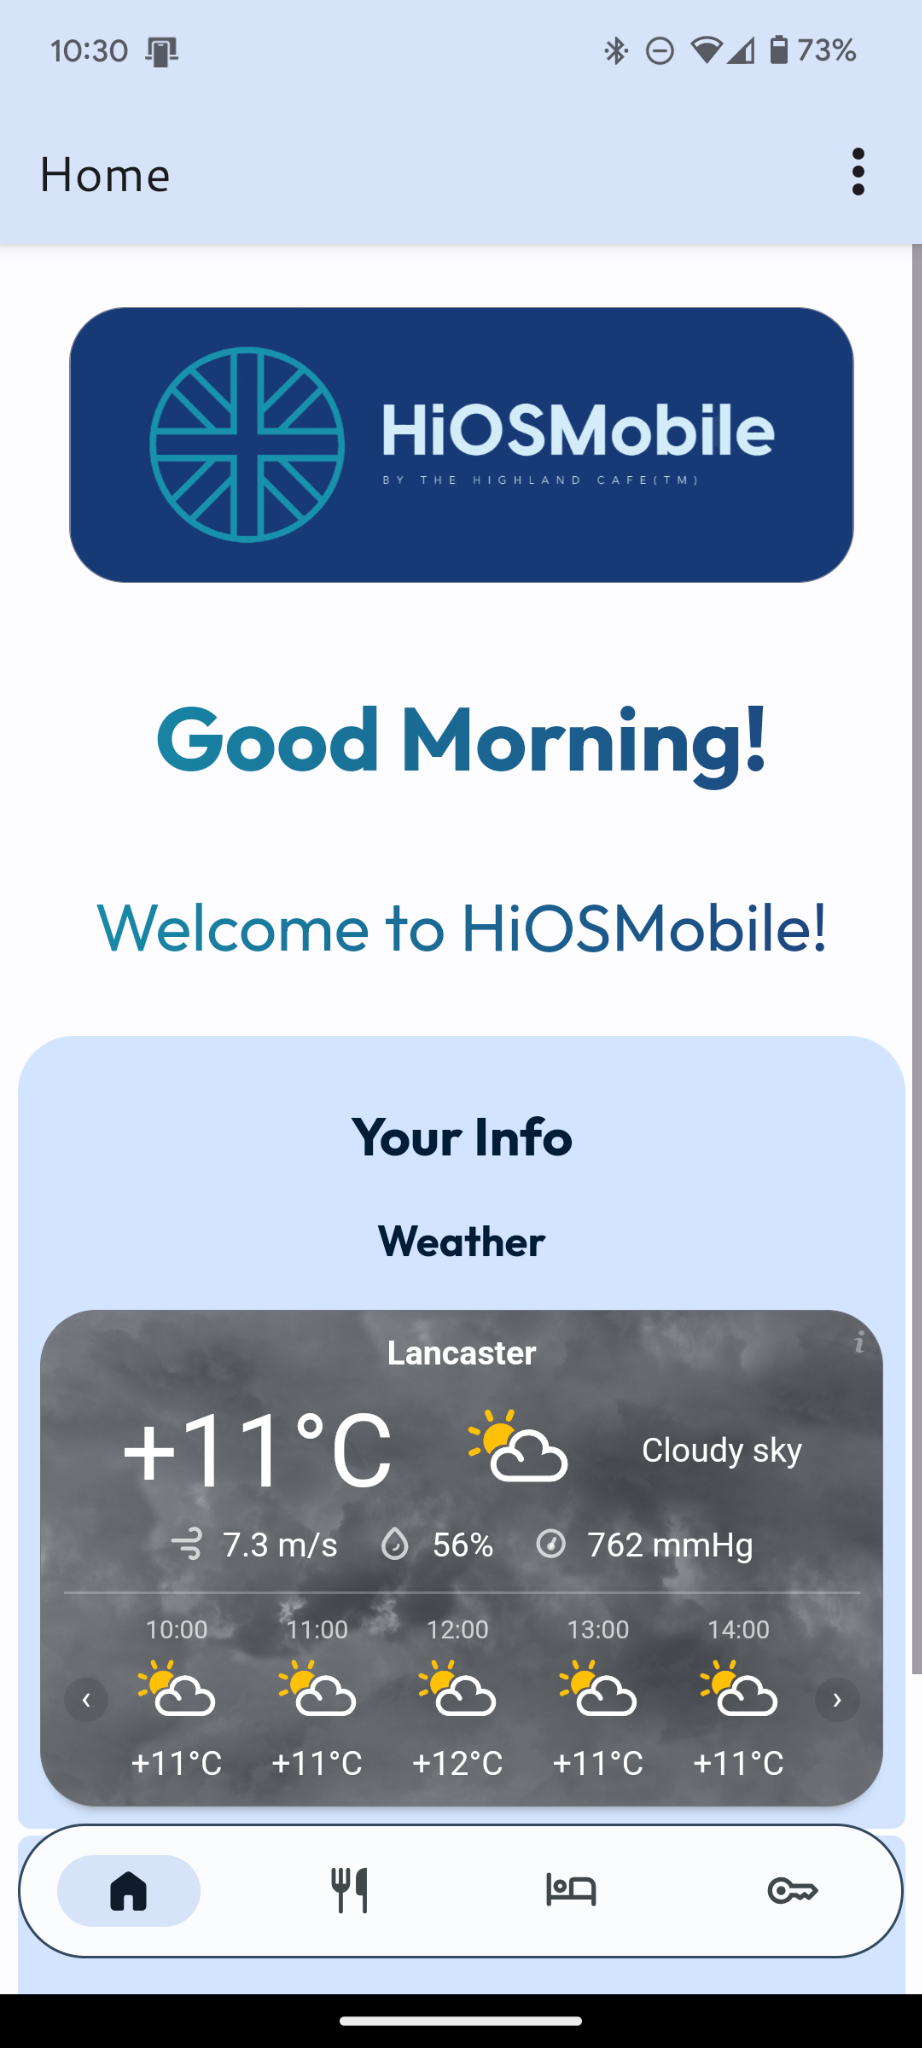 10:30 73%
Home
HiOSMobile
BY THE HIGHLAND CAFE(TM)
Good Morning!
Welcome to HiOSMobile!
Your Info
Weather
i
Lancaster
+11°C Cloudy sky
7.3 m/s 56% 762 mmHg
10:00 11:00 12:00 13:00 14:00
‹ ›
+11°C +11°C +12°C +11°C +11°C